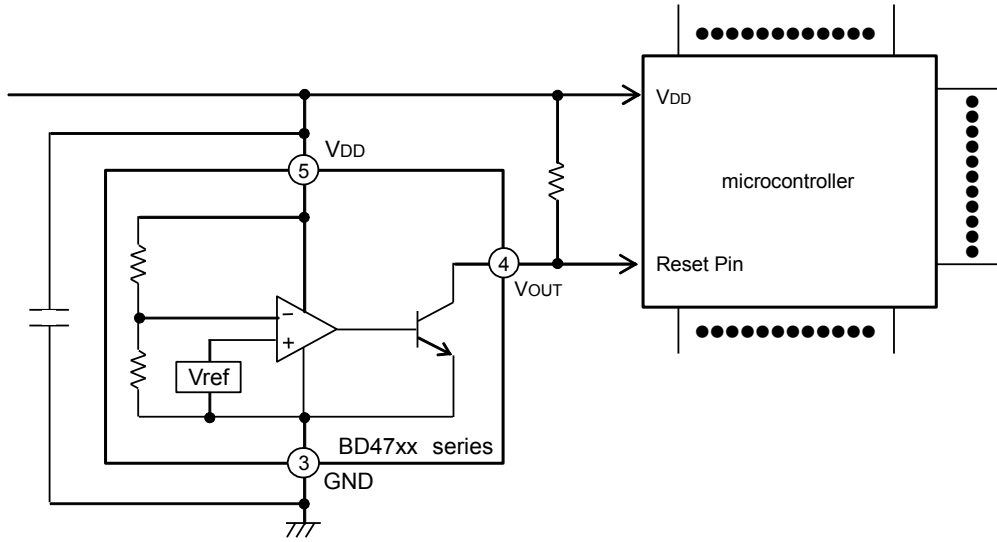 VDD
microcontroller
Reset Pin
VDD
5
4
VOUT
−
+
Vref
BD47xx series
3
GND